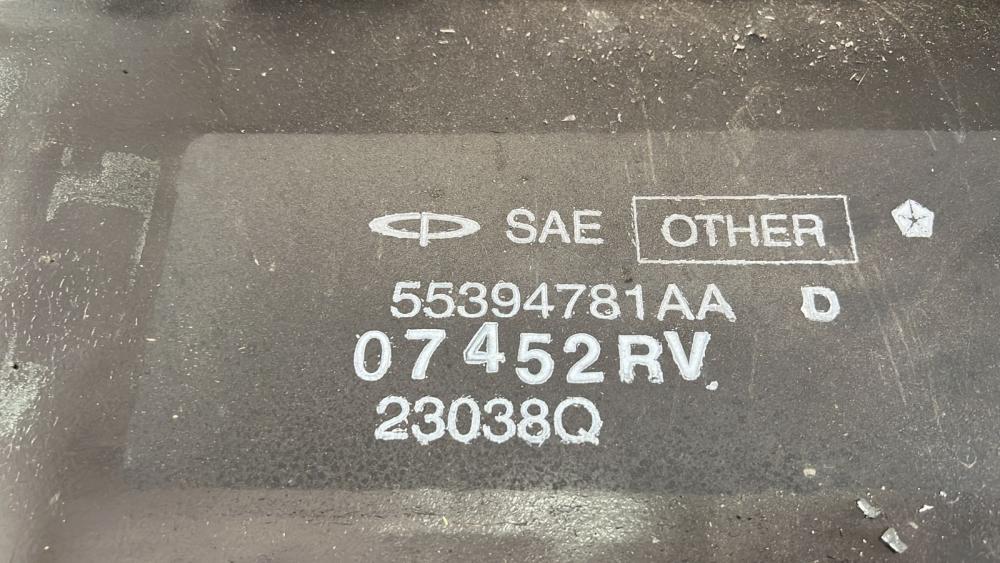 SAE OTHER
55394781AA D
07452RV
23038Q